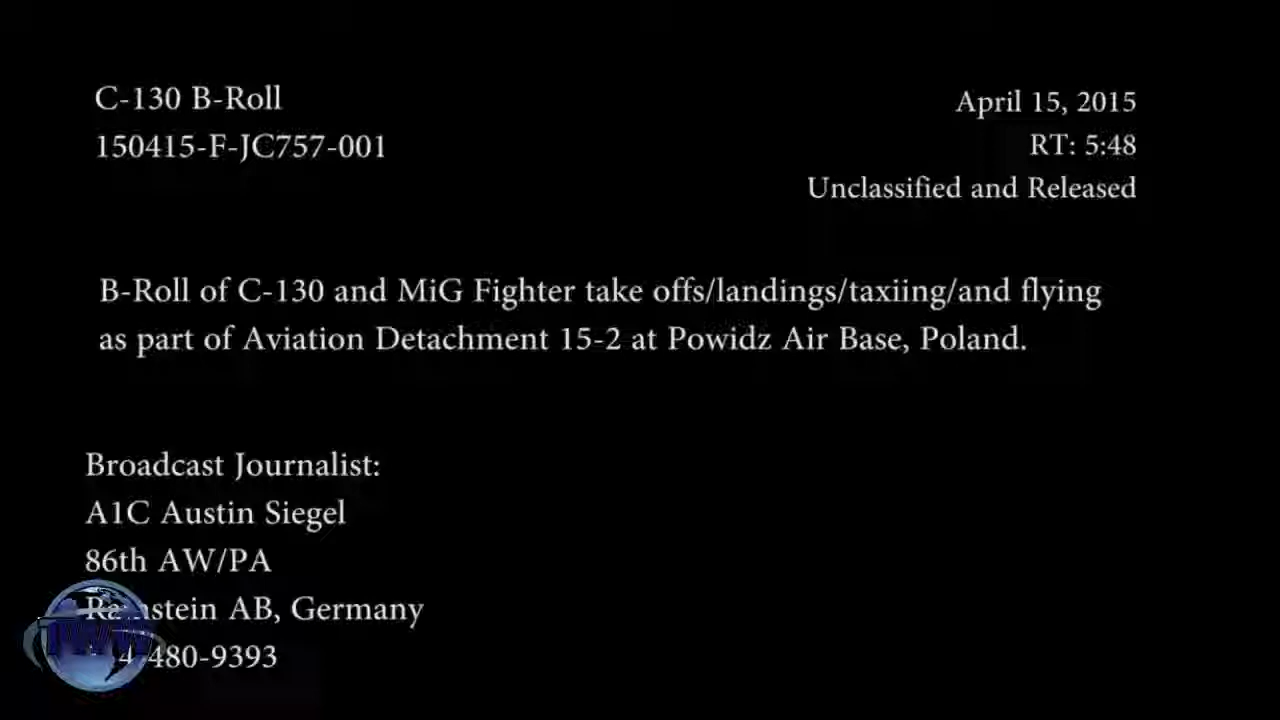 C-130 B-Roll
150415-F-JC757-001
April 15, 2015
RT: 5:48
Unclassified and Released
B-Roll of C-130 and MiG Fighter take offs/landings/taxiing/and flying
as part of Aviation Detachment 15-2 at Powidz Air Base, Poland.
Broadcast Journalist:
A1C Austin Siegel
86th AW/PA
Ramstein AB, Germany
480-9393